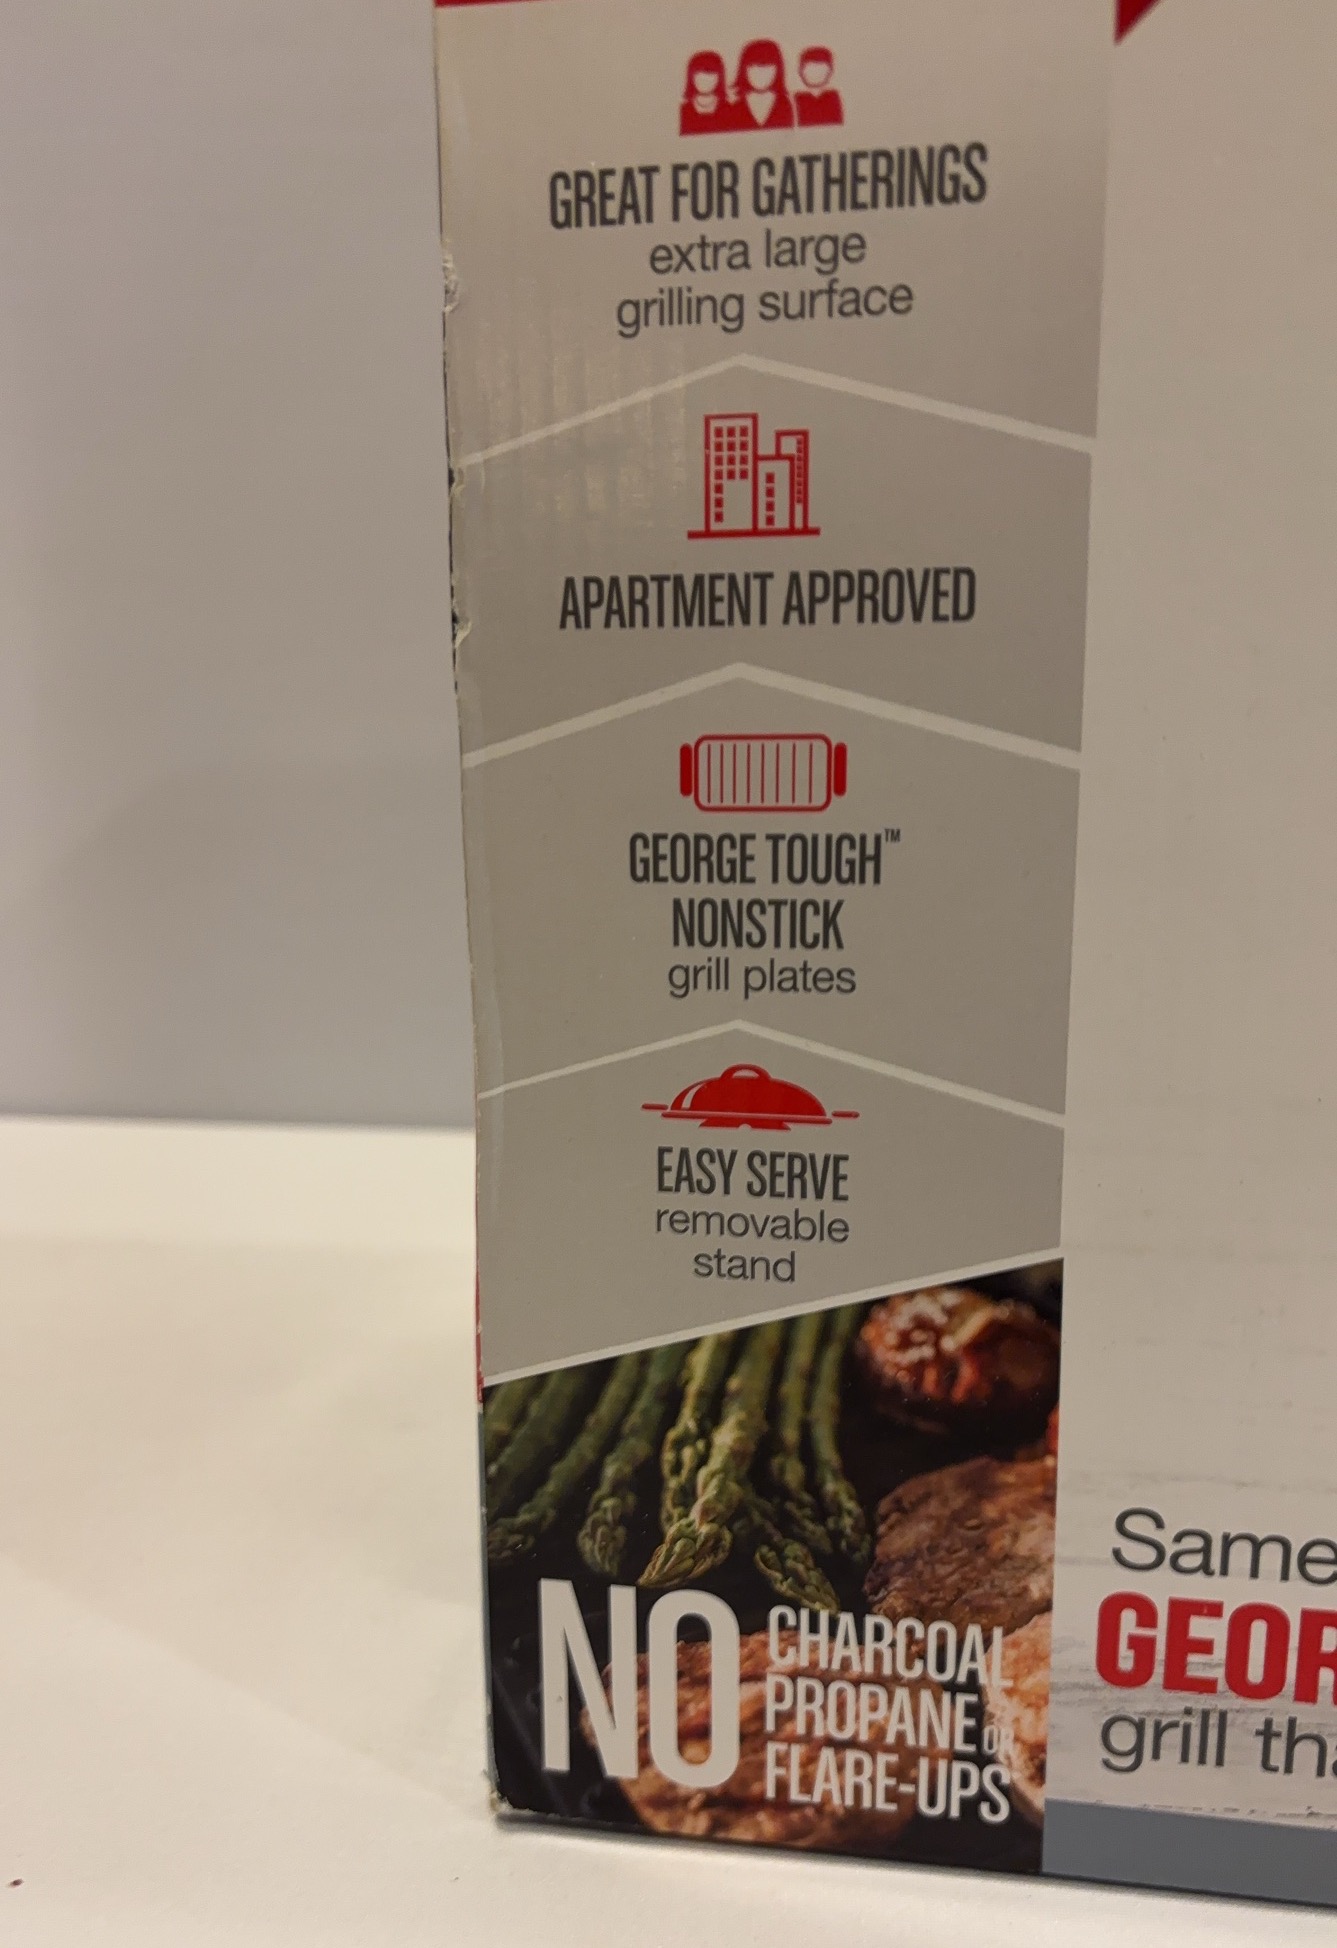 GREAT FOR GATHERINGS
extra large
grilling surface
APARTMENT APPROVED
GEORGE TOUGH™
NONSTICK
grill plates
EASY SERVE
removable
stand
NO CHARCOAL
PROPANE OR
FLARE-UPS
Same
GEOR
grill th